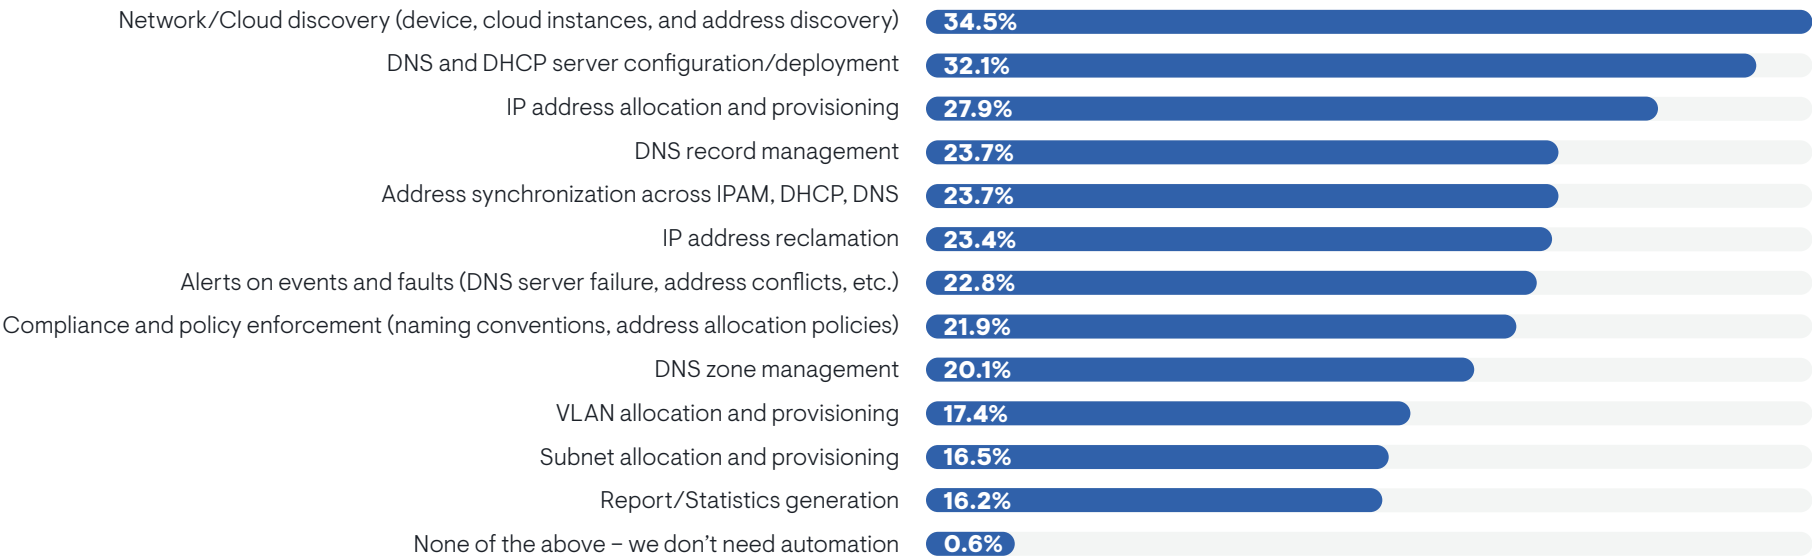 Network/Cloud discovery (device, cloud instances, and address discovery) 34.5%
DNS and DHCP server configuration/deployment 32.1%
IP address allocation and provisioning 27.9%
DNS record management 23.7%
Address synchronization across IPAM, DHCP, DNS 23.7%
IP address reclamation 23.4%
Alerts on events and faults (DNS server failure, address conflicts, etc.) 22.8%
Compliance and policy enforcement (naming conventions, address allocation policies) 21.9%
DNS zone management 20.1%
VLAN allocation and provisioning 17.4%
Subnet allocation and provisioning 16.5%
Report/Statistics generation 16.2%
None of the above – we don’t need automation 0.6%